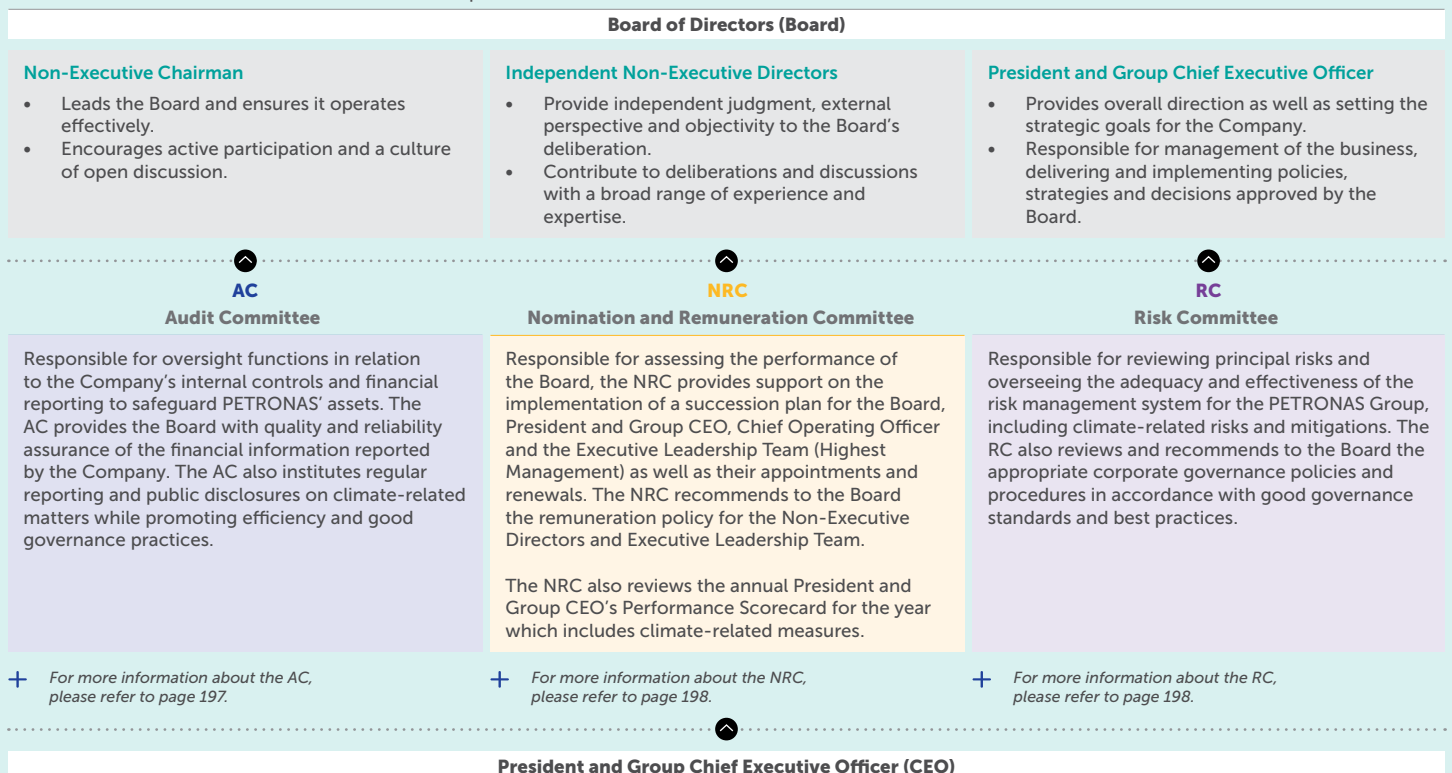 Board of Directors (Board)
Non-Executive Chairman
• Leads the Board and ensures it operates
effectively.
• Encourages active participation and a culture
of open discussion.
Independent Non-Executive Directors
• Provide independent judgment, external
perspective and objectivity to the Board's
deliberation.
• Contribute to deliberations and discussions
with a broad range of experience and
expertise.
President and Group Chief Executive Officer
• Provides overall direction as well as setting the
strategic goals for the Company.
• Responsible for management of the business,
delivering and implementing policies,
strategies and decisions approved by the
Board.
AC
Audit Committee
Responsible for oversight functions in relation
to the Company's internal controls and financial
reporting to safeguard PETRONAS' assets. The
AC provides the Board with quality and reliability
assurance of the financial information reported
by the Company. The AC also institutes regular
reporting and public disclosures on climate-related
matters while promoting efficiency and good
governance practices.
+ For more information about the AC,
please refer to page 197.
NRC
Nomination and Remuneration Committee
Responsible for assessing the performance of
the Board, the NRC provides support on the
implementation of a succession plan for the Board,
President and Group CEO, Chief Operating Officer
and the Executive Leadership Team (Highest
Management) as well as their appointments and
renewals. The NRC recommends to the Board
the remuneration policy for the Non-Executive
Directors and Executive Leadership Team.
The NRC also reviews the annual President and
Group CEO's Performance Scorecard for the year
which includes climate-related measures.
+ For more information about the NRC,
please refer to page 198.
RC
Risk Committee
Responsible for reviewing principal risks and
overseeing the adequacy and effectiveness of the
risk management system for the PETRONAS Group,
including climate-related risks and mitigations. The
RC also reviews and recommends to the Board the
appropriate corporate governance policies and
procedures in accordance with good governance
standards and best practices.
+ For more information about the RC,
please refer to page 198.
President and Group Chief Executive Officer (CEO)